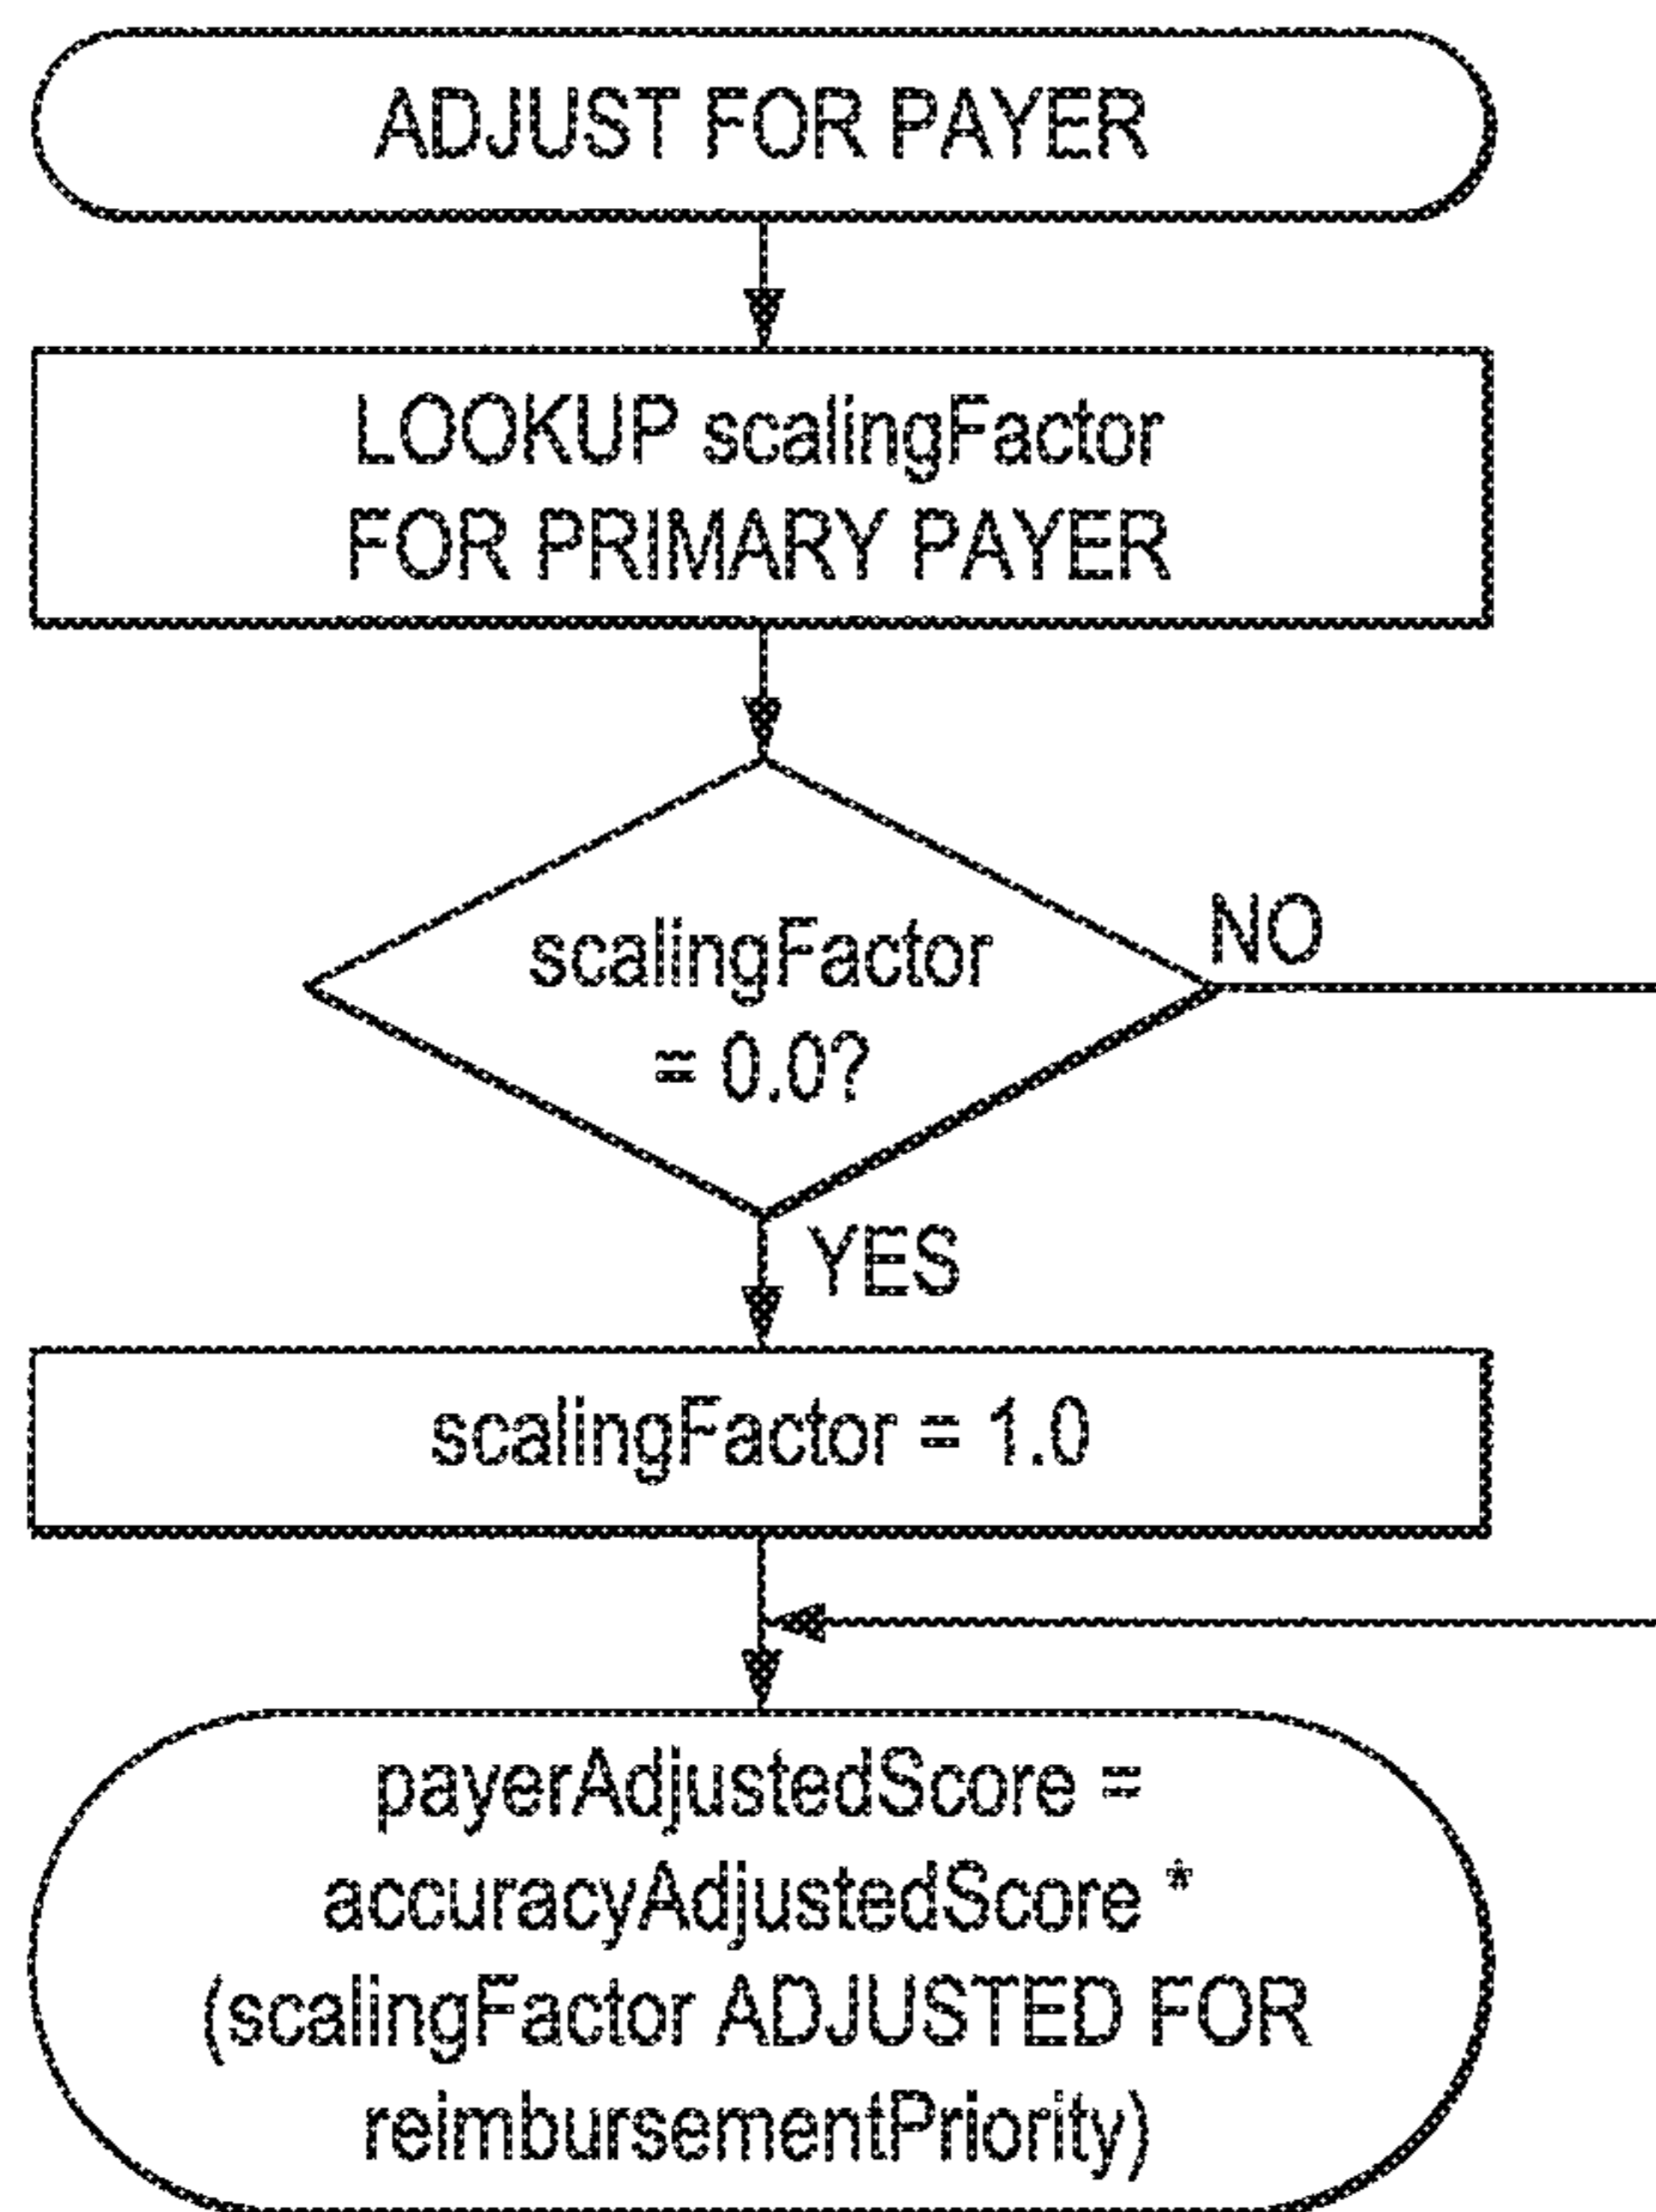 ADJUST FOR PAYER
LOOKUP scalingFactor
FOR PRIMARY PAYER
scalingFactor
= 0.0?
NO
YES
scalingFactor = 1.0
payerAdjustedScore =
accuracyAdjustedScore *
(scalingFactor ADJUSTED FOR
reimbursementPriority)